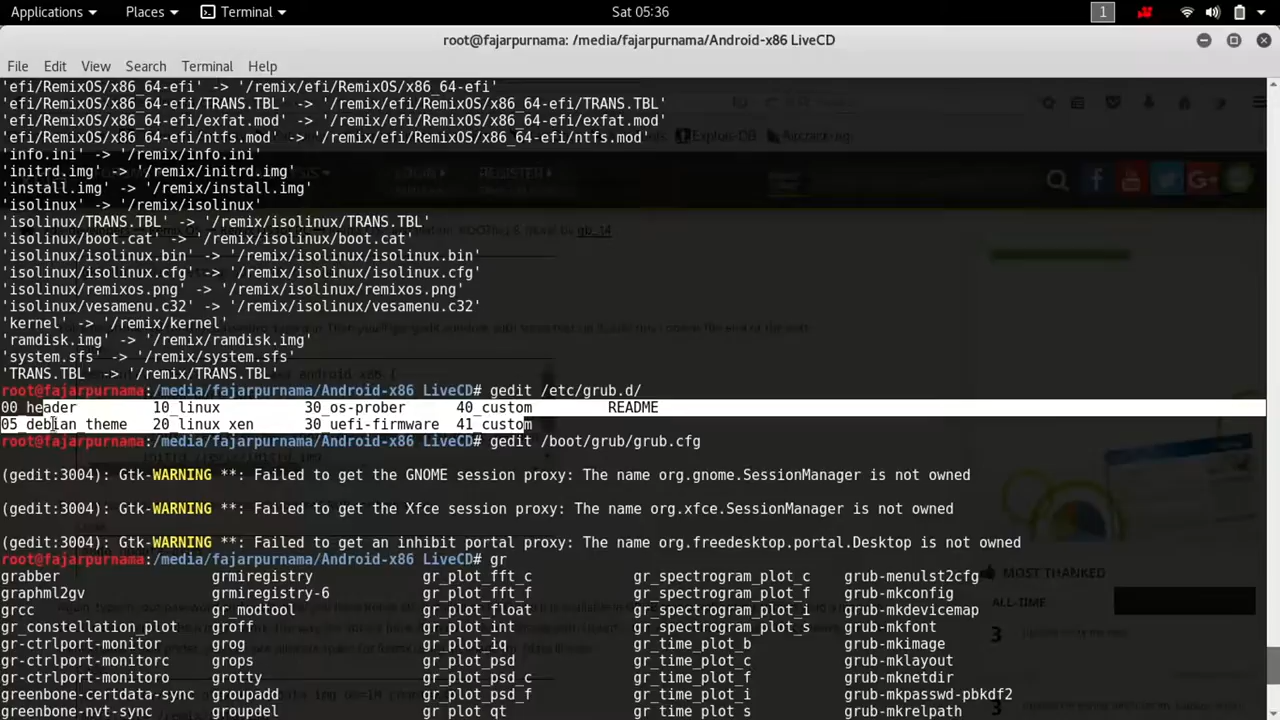 Applications Places Terminal Sat 05:36 1
root@fajarpurnama: /media/fajarpurnama/Android-x86 LiveCD
File Edit View Search Terminal Help
'efi/RemixOS/x86_64-efi' -> '/remix/efi/RemixOS/x86_64-efi'
'efi/RemixOS/x86_64-efi/TRANS.TBL' -> '/remix/efi/RemixOS/x86_64-efi/TRANS.TBL'
'efi/RemixOS/x86_64-efi/exfat.mod' -> '/remix/efi/RemixOS/x86_64-efi/exfat.mod'
'efi/RemixOS/x86_64-efi/ntfs.mod' -> '/remix/efi/RemixOS/x86_64-efi/ntfs.mod'
'info.ini' -> '/remix/info.ini'
'initrd.img' -> '/remix/initrd.img'
'install.img' -> '/remix/install.img'
'isolinux' -> '/remix/isolinux'
'isolinux/TRANS.TBL' -> '/remix/isolinux/TRANS.TBL'
'isolinux/boot.cat' -> '/remix/isolinux/boot.cat'
'isolinux/isolinux.bin' -> '/remix/isolinux/isolinux.bin'
'isolinux/isolinux.cfg' -> '/remix/isolinux/isolinux.cfg'
'isolinux/remixos.png' -> '/remix/isolinux/remixos.png'
'isolinux/vesamenu.c32' -> '/remix/isolinux/vesamenu.c32'
'kernel' -> '/remix/kernel'
'ramdisk.img' -> '/remix/ramdisk.img'
'system.sfs' -> '/remix/system.sfs'
'TRANS.TBL' -> '/remix/TRANS.TBL'
root@fajarpurnama:/media/fajarpurnama/Android-x86 LiveCD# gedit /etc/grub.d/
00_header 10_linux 30_os-prober 40_custom README
05_debian_theme 20_linux_xen 30_uefi-firmware 41_custom
root@fajarpurnama:/media/fajarpurnama/Android-x86 LiveCD# gedit /boot/grub/grub.cfg
(gedit:3004): Gtk-WARNING **: Failed to get the GNOME session proxy: The name org.gnome.SessionManager is not owned
(gedit:3004): Gtk-WARNING **: Failed to get the Xfce session proxy: The name org.xfce.SessionManager is not owned
(gedit:3004): Gtk-WARNING **: Failed to get an inhibit portal proxy: The name org.freedesktop.portal.Desktop is not owned
root@fajarpurnama:/media/fajarpurnama/Android-x86 LiveCD# gr
grabber grmiregistry gr_plot_fft_c gr_spectrogram_plot_c grub-menulst2cfg
graphml2gv grmiregistry-6 gr_plot_fft_f gr_spectrogram_plot_f grub-mkconfig
grcc gr_modtool gr_plot_float gr_spectrogram_plot_i grub-mkdevicemap
gr_constellation_plot groff gr_plot_int gr_spectrogram_plot_s grub-mkfont
gr-ctrlport-monitor grog gr_plot_iq gr_time_plot_b grub-mkimage
gr-ctrlport-monitorc grops gr_plot_psd gr_time_plot_c grub-mklayout
gr-ctrlport-monitoro grotty gr_plot_psd_c gr_time_plot_f grub-mknetdir
greenbone-certdata-sync groupadd gr_plot_psd_f gr_time_plot_i grub-mkpasswd-pbkdf2
greenbone-nvt-sync groupdel gr_plot_qt gr_time_plot_s grub-mkrelpath
MOST THANKED
ALL-TIME
3
3